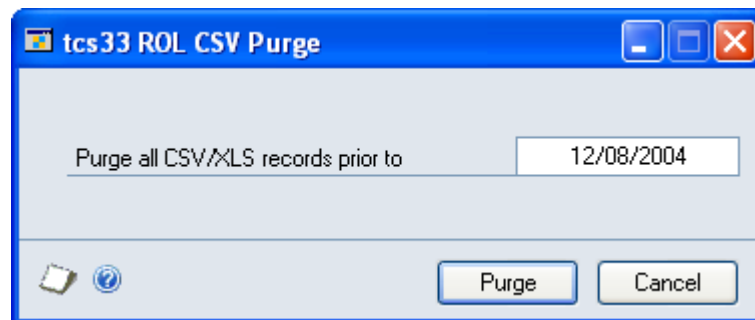 tcs33 ROL CSV Purge
Purge all CSV/XLS records prior to 12/08/2004
Purge Cancel